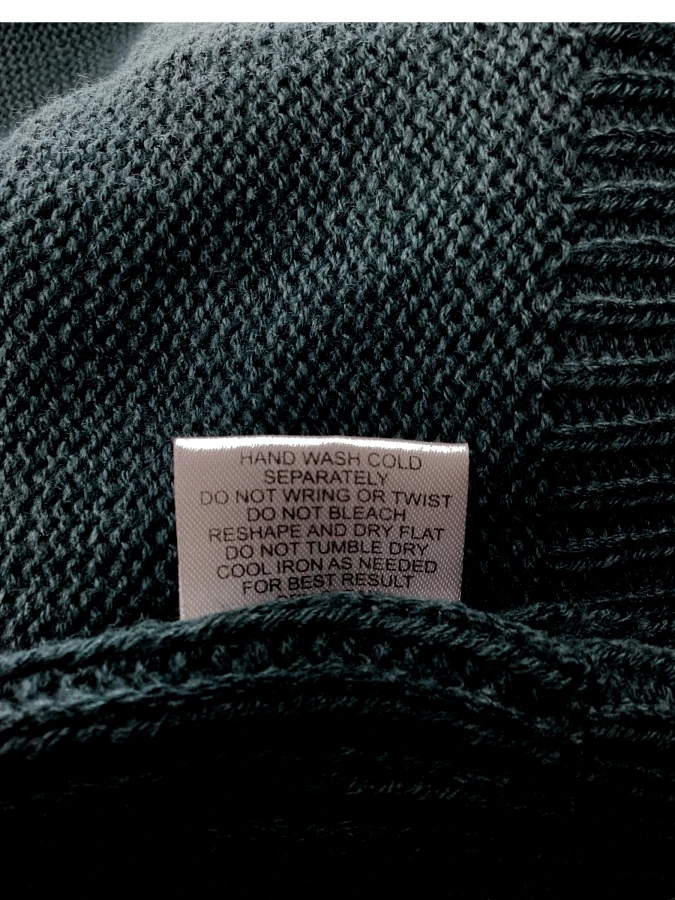 HAND WASH COLD
SEPARATELY
DO NOT WRING OR TWIST
DO NOT BLEACH
RESHAPE AND DRY FLAT
DO NOT TUMBLE DRY
COOL IRON AS NEEDED
FOR BEST RESULT